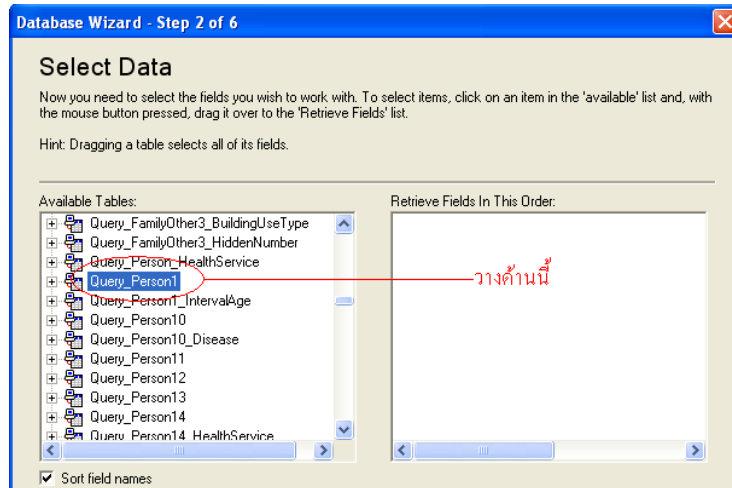 Database Wizard - Step 2 of 6
Select Data
Now you need to select the fields you wish to work with. To select items, click on an item in the 'available' list and, with
the mouse button pressed, drag it over to the 'Retrieve Fields' list.
Hint: Dragging a table selects all of its fields.
Available Tables:
Query_FamilyOther3_BuildingUseType
Query_FamilyOther3_HiddenNumber
Query_Person_HealthService
Query_Person1
Query_Person1_IntervalAge
Query_Person10
Query_Person10_Disease
Query_Person11
Query_Person12
Query_Person13
Query_Person14
Query_Person14_HealthService
Sort field names
Retrieve Fields In This Order:
วางด้านนี้